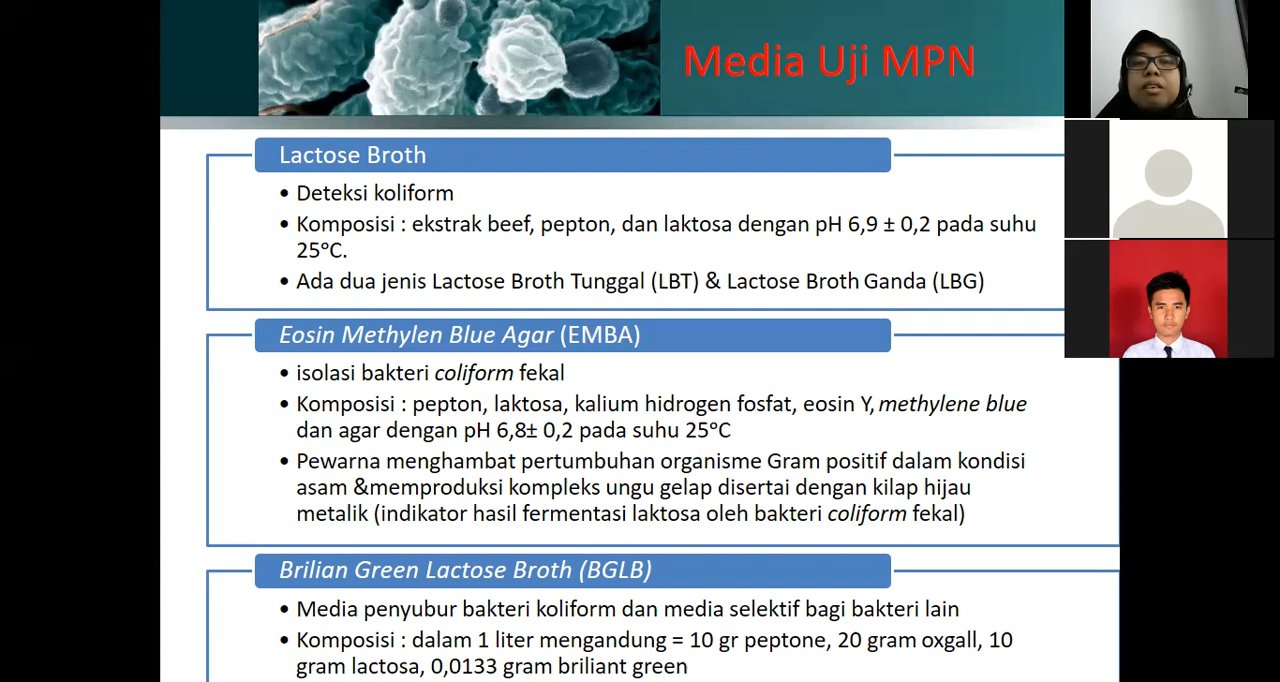 Media Uji MPN
Lactose Broth
• Deteksi koliform
• Komposisi : ekstrak beef, pepton, dan laktosa dengan pH 6,9 ± 0,2 pada suhu
25°C.
• Ada dua jenis Lactose Broth Tunggal (LBT) & Lactose Broth Ganda (LBG)
Eosin Methylen Blue Agar (EMBA)
• isolasi bakteri coliform fekal
• Komposisi : pepton, laktosa, kalium hidrogen fosfat, eosin Y, methylene blue
dan agar dengan pH 6,8± 0,2 pada suhu 25°C
• Pewarna menghambat pertumbuhan organisme Gram positif dalam kondisi
asam &memproduksi kompleks ungu gelap disertai dengan kilap hijau
metalik (indikator hasil fermentasi laktosa oleh bakteri coliform fekal)
Brilian Green Lactose Broth (BGLB)
• Media penyubur bakteri koliform dan media selektif bagi bakteri lain
• Komposisi : dalam 1 liter mengandung = 10 gr peptone, 20 gram oxgall, 10
gram lactosa, 0,0133 gram briliant green